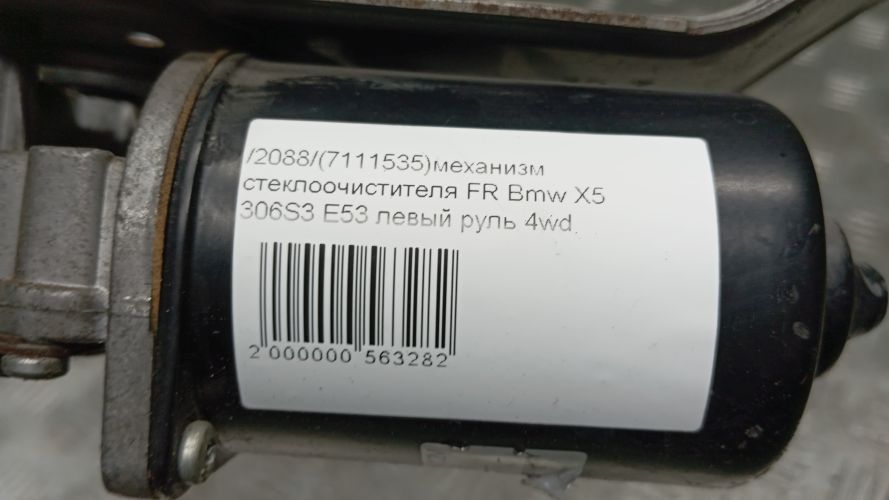 /2088/(7111535)механизм
стеклоочистителя FR Bmw X5
306S3 E53 левый руль 4wd.
2 000000 563282